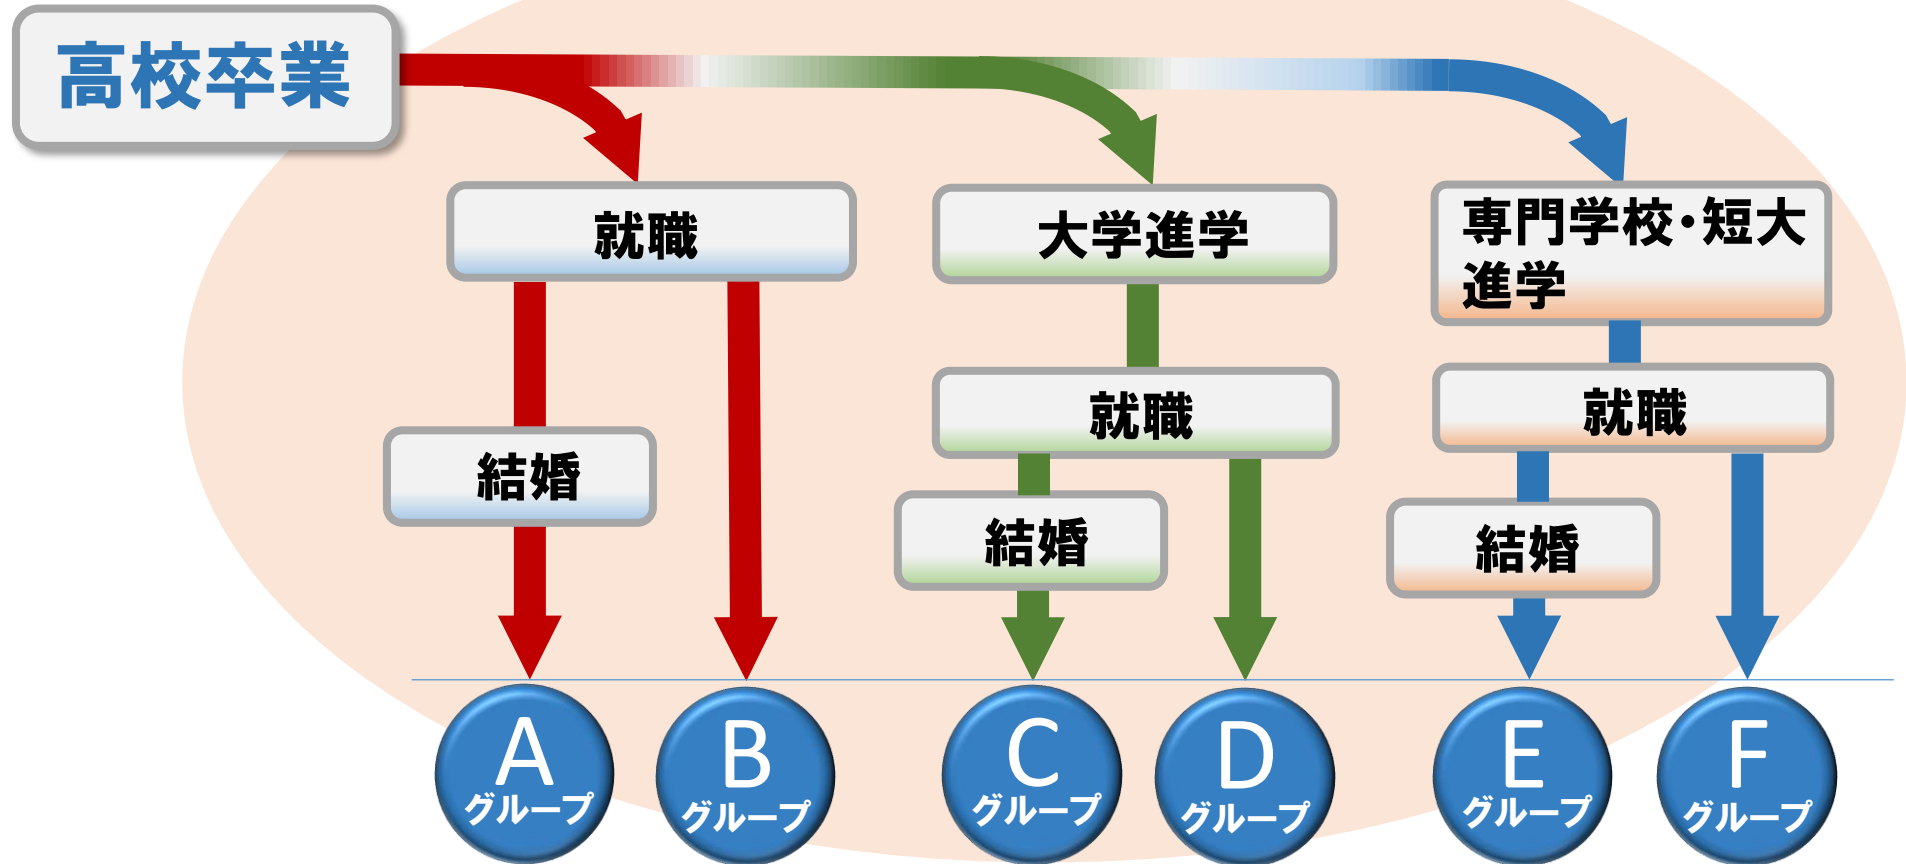 高校卒業
就職
大学進学
専門学校・短大
進学
就職
就職
結婚
結婚
結婚
A
グループ
B
グループ
C
グループ
D
グループ
E
グループ
F
グループ